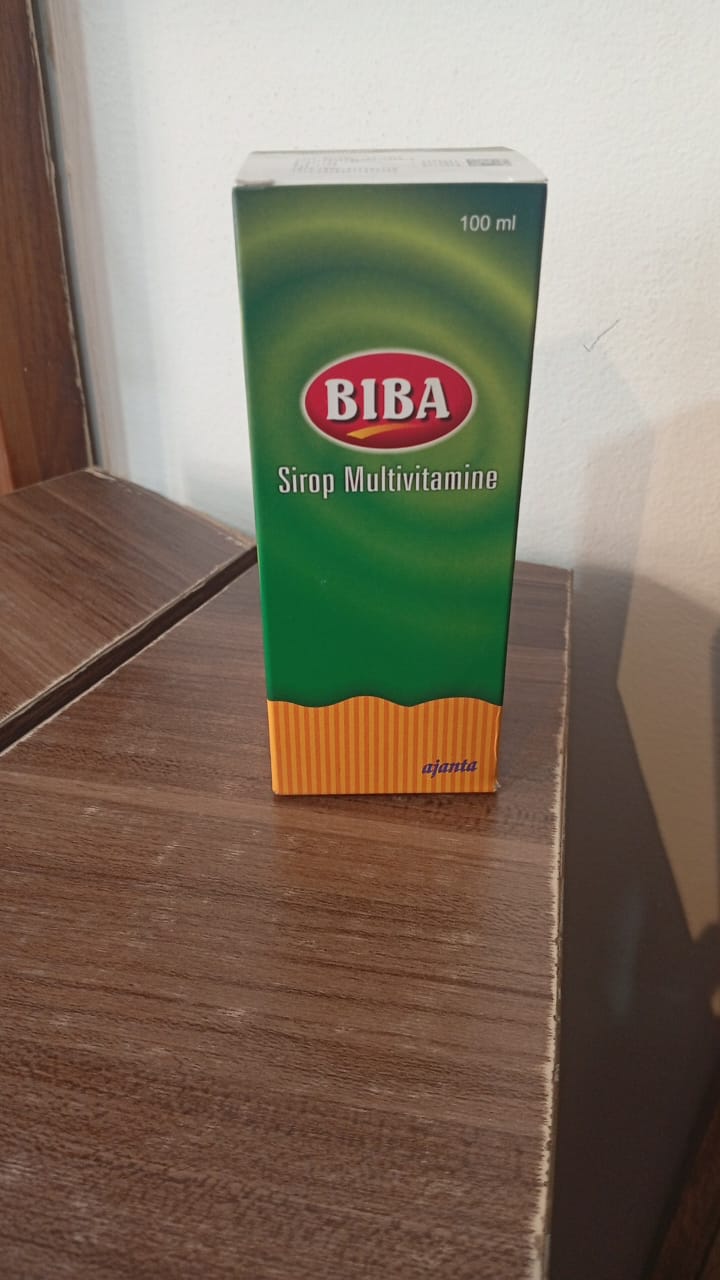 100 ml
BIBA
Sirop Multivitamine
ajanta